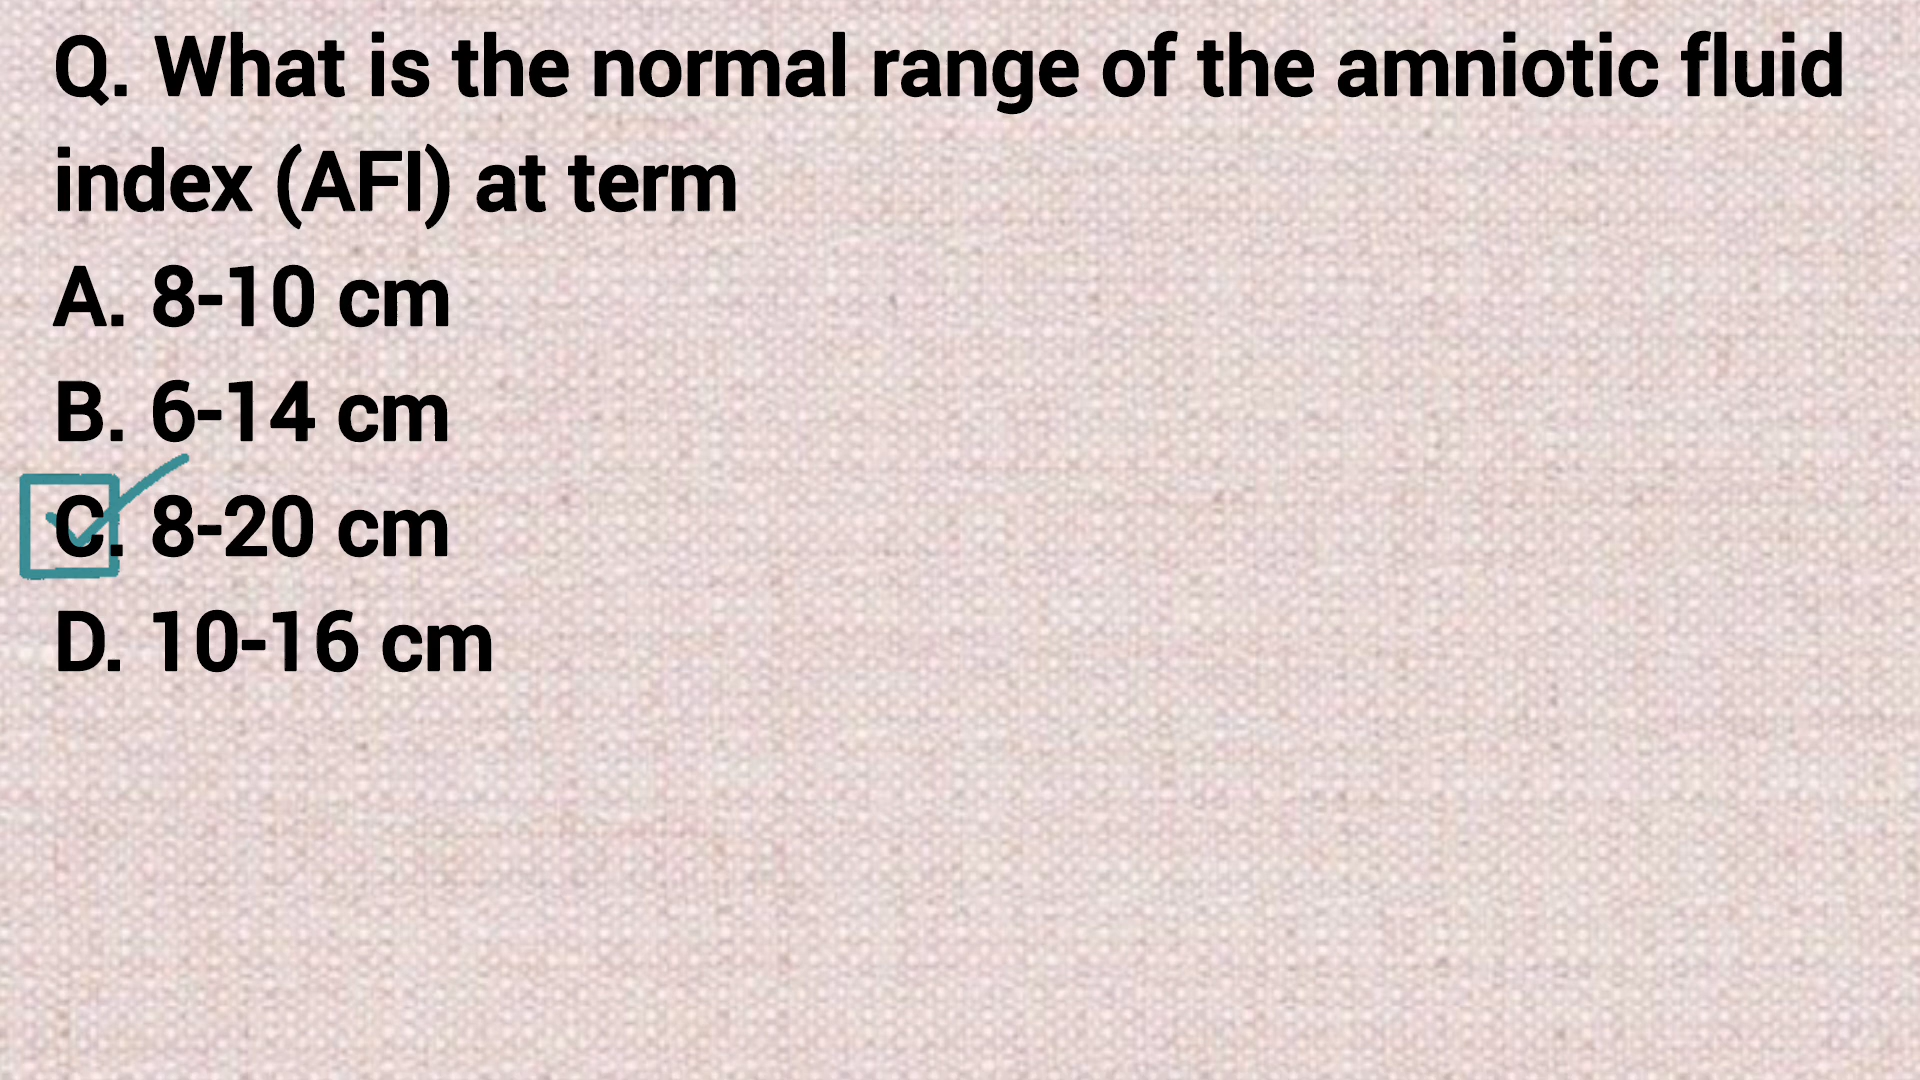 Q. What is the normal range of the amniotic fluid
index (AFI) at term
A. 8-10 cm
B. 6-14 cm
C. 8-20 cm
D. 10-16 cm